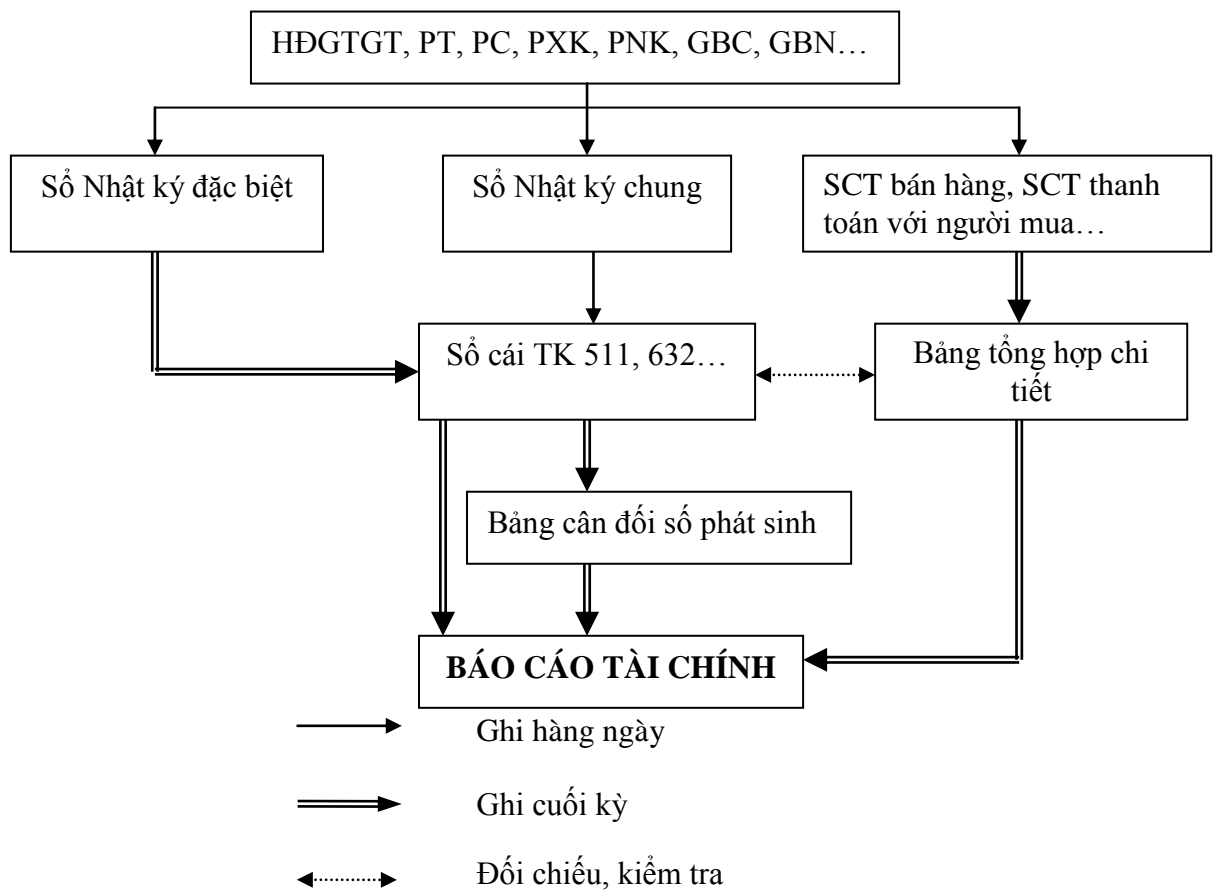 HĐGTGT, PT, PC, PXK, PNK, GBC, GBN…
Sổ Nhật ký đặc biệt
Sổ Nhật ký chung
SCT bán hàng, SCT thanh
toán với người mua…
Sổ cái TK 511, 632…
Bảng tổng hợp chi
tiết
Bảng cân đối số phát sinh
BÁO CÁO TÀI CHÍNH
Ghi hàng ngày
Ghi cuối kỳ
Đối chiếu, kiểm tra